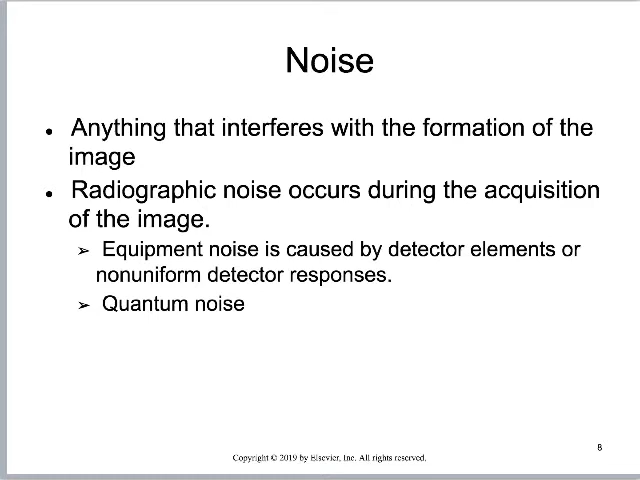 Noise
• Anything that interferes with the formation of the
image
• Radiographic noise occurs during the acquisition
of the image.
➢ Equipment noise is caused by detector elements or
nonuniform detector responses.
➢ Quantum noise
8
Copyright © 2019 by Elsevier, Inc. All rights reserved.